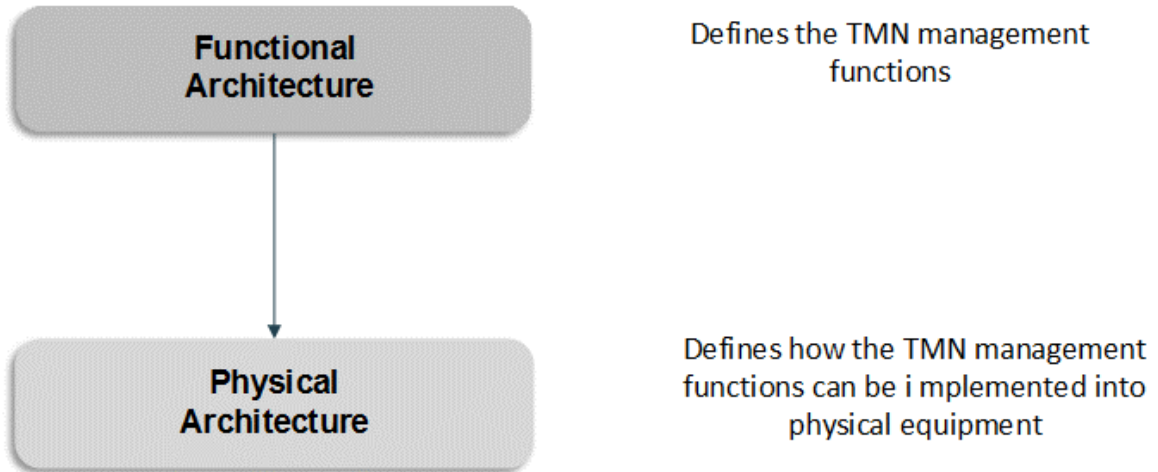 Functional
Architecture
Defines the TMN management
functions
Physical
Architecture
Defines how the TMN management
functions can be i mplemented into
physical equipment